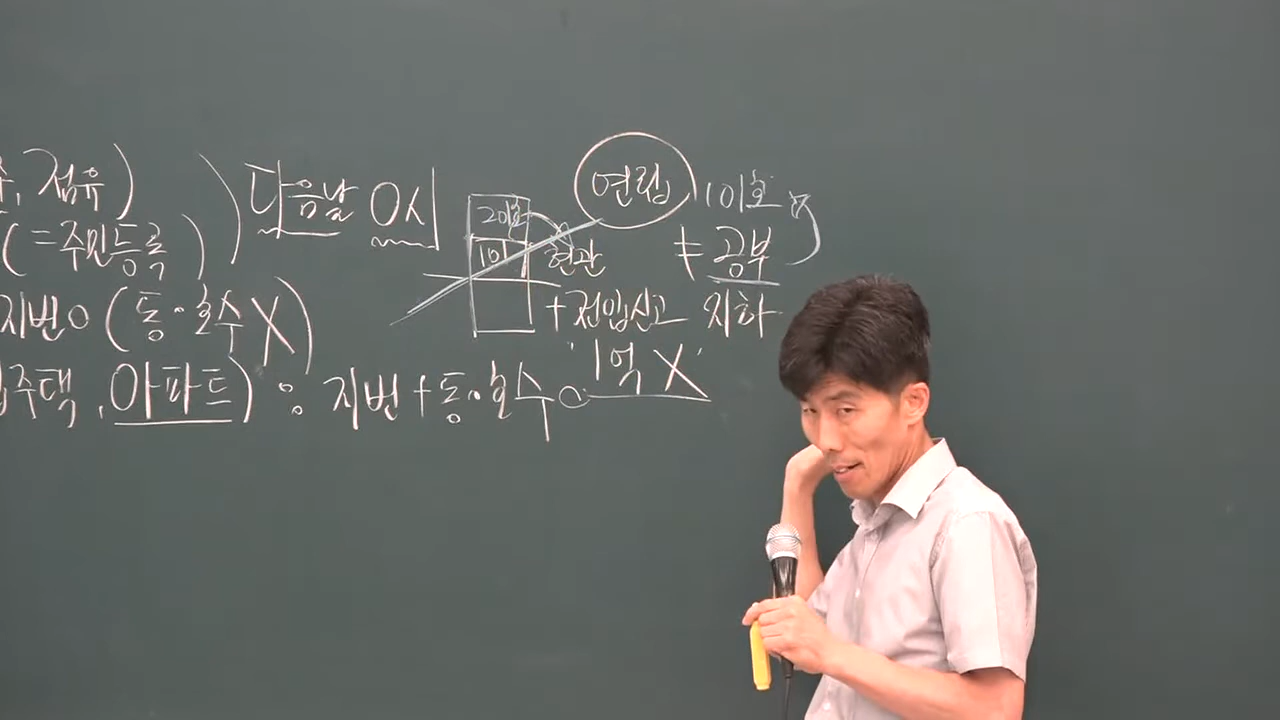 , 점유) ) 다음날 0시
(=주민등록)
지번○ (동·호수 X)
주택, 아파트) : 지번+동·호수○
201호
101
현관
+전입신고
연립 101호
≠ 공부
지하
'1억 X'